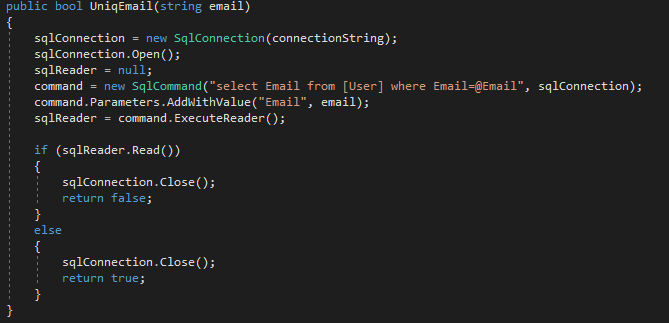 public bool UniqEmail(string email)
{
sqlConnection = new SqlConnection(connectionString);
sqlConnection.Open();
sqlReader = null;
command = new SqlCommand("select Email from [User] where Email=@Email", sqlConnection);
command.Parameters.AddWithValue("Email", email);
sqlReader = command.ExecuteReader();
if (sqlReader.Read())
{
sqlConnection.Close();
return false;
}
else
{
sqlConnection.Close();
return true;
}
}